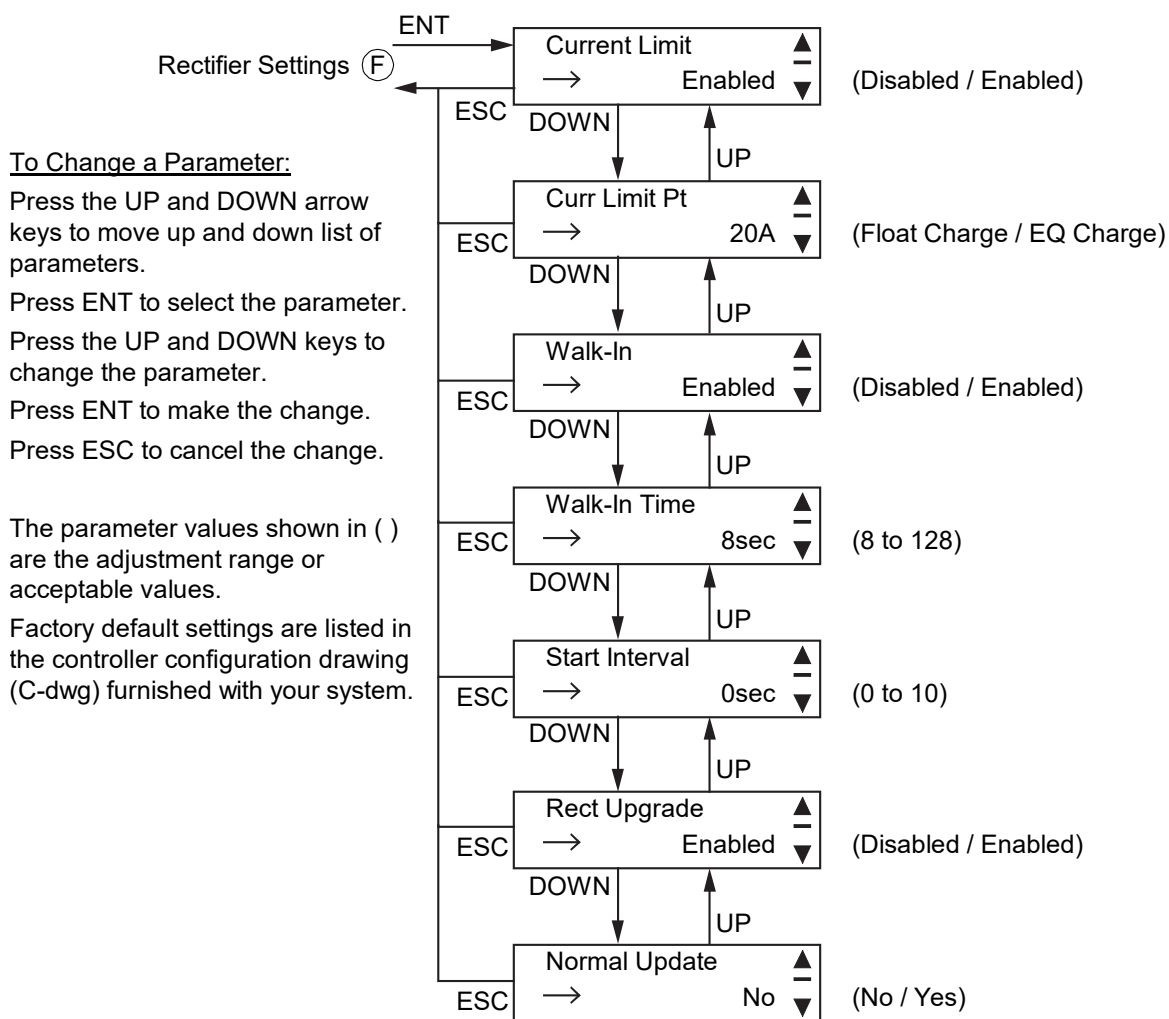 ENT
Rectifier Settings F
Current Limit
→ Enabled
(Disabled / Enabled)
ESC
DOWN
UP
To Change a Parameter:
Press the UP and DOWN arrow
keys to move up and down list of
parameters.
Press ENT to select the parameter.
Press the UP and DOWN keys to
change the parameter.
Press ENT to make the change.
Press ESC to cancel the change.
The parameter values shown in ( )
are the adjustment range or
acceptable values.
Factory default settings are listed in
the controller configuration drawing
(C-dwg) furnished with your system.
Curr Limit Pt
→ 20A
(Float Charge / EQ Charge)
ESC
DOWN
UP
Walk-In
→ Enabled
(Disabled / Enabled)
ESC
DOWN
UP
Walk-In Time
→ 8sec
(8 to 128)
ESC
DOWN
UP
Start Interval
→ 0sec
(0 to 10)
ESC
DOWN
UP
Rect Upgrade
→ Enabled
(Disabled / Enabled)
ESC
DOWN
UP
Normal Update
→ No
(No / Yes)
ESC